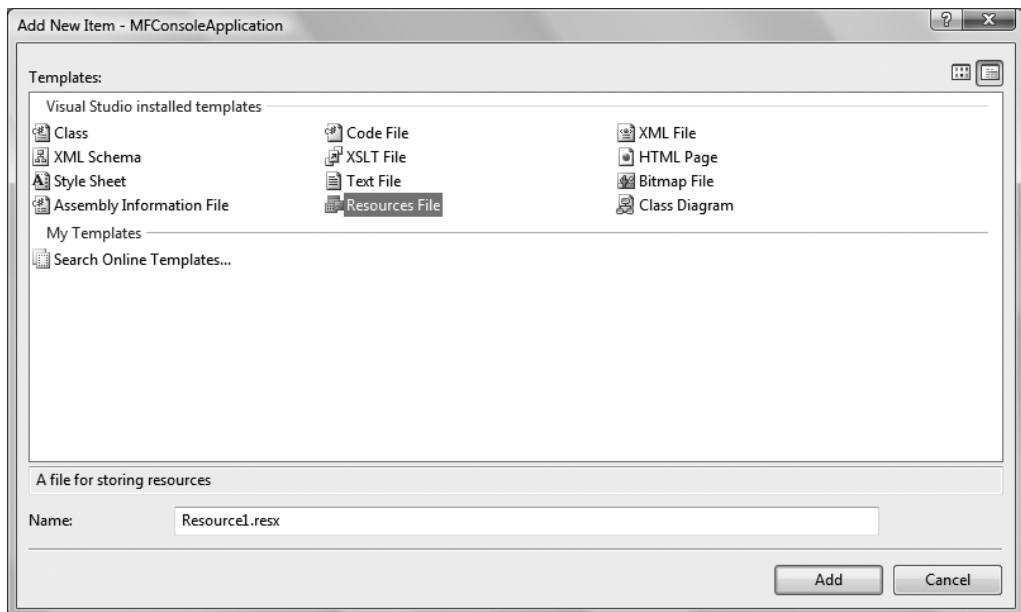 Add New Item - MFConsoleApplication
Templates:
Visual Studio installed templates
Class
Code File
XML File
XML Schema
XSLT File
HTML Page
Style Sheet
Text File
Bitmap File
Assembly Information File
Resources File
Class Diagram
My Templates
Search Online Templates...
A file for storing resources
Name:
Resource1.resx
Add
Cancel